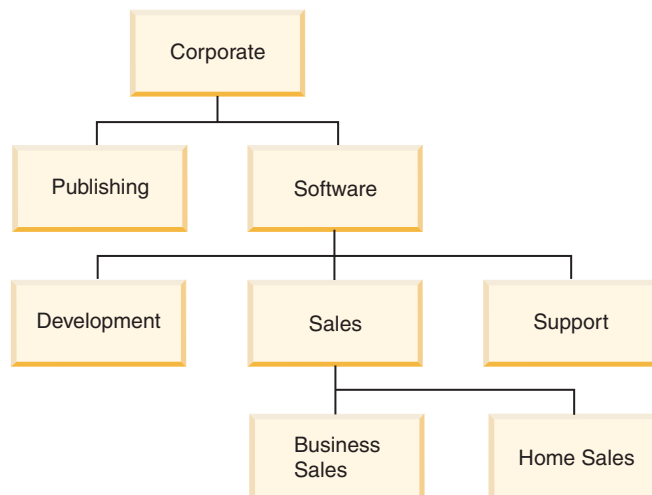 Corporate
Publishing
Software
Development
Sales
Support
Business
Sales
Home Sales